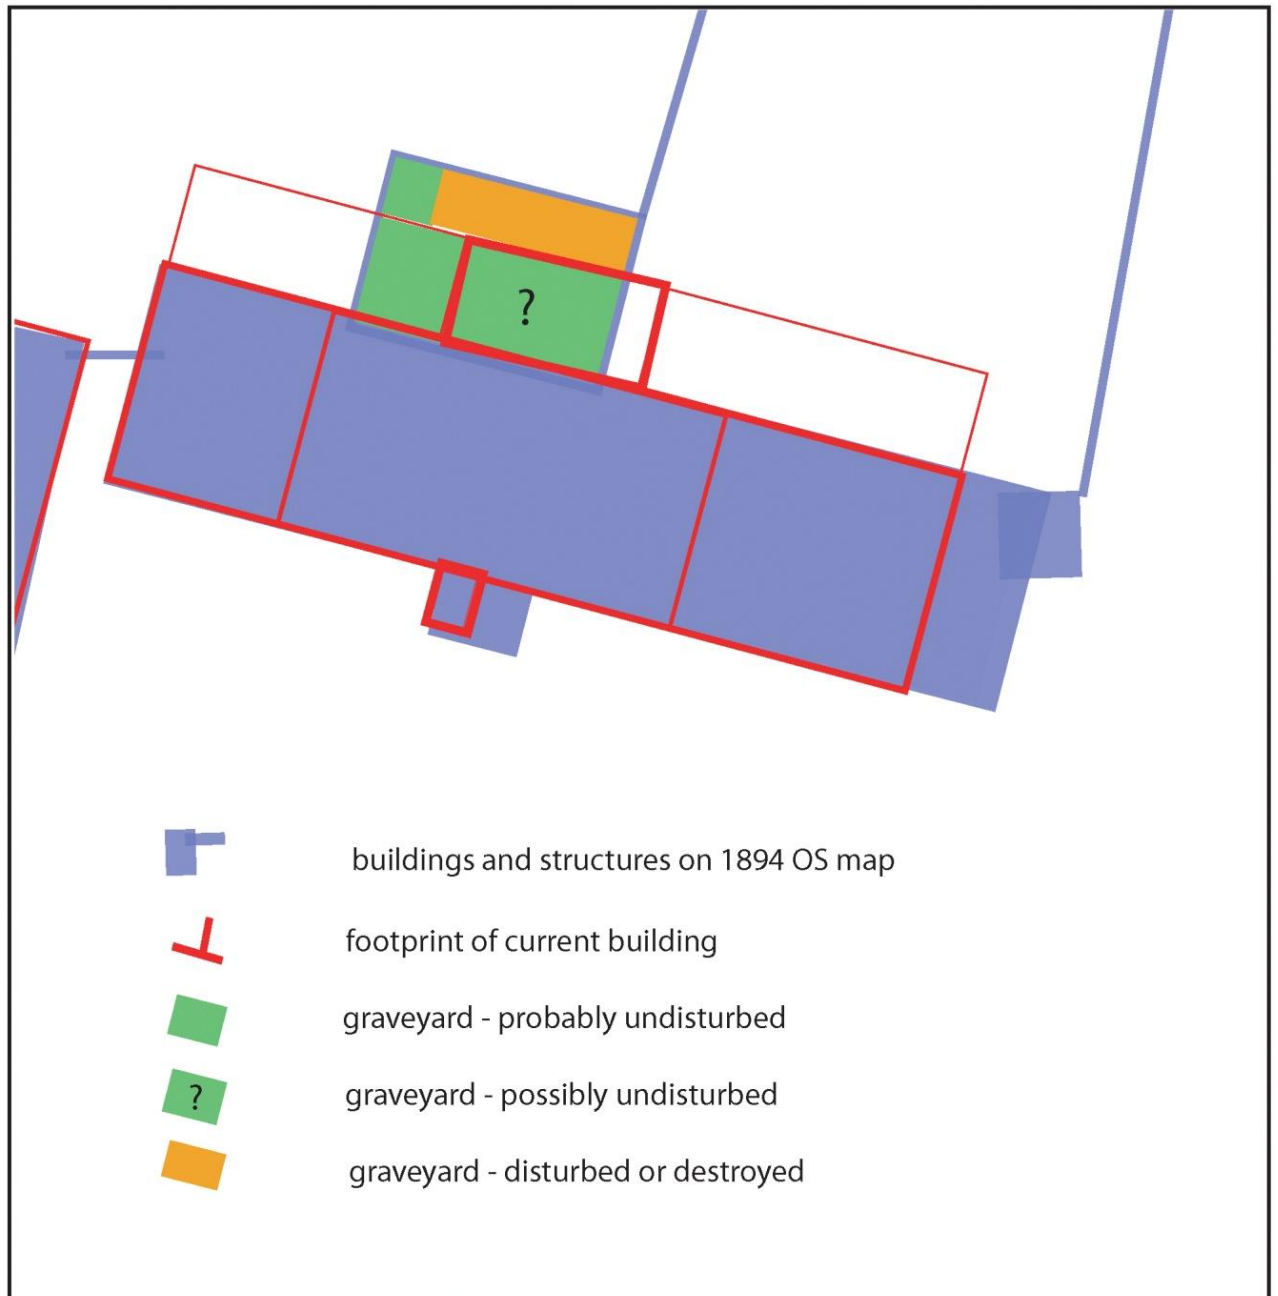 ?
buildings and structures on 1894 OS map
footprint of current building
graveyard - probably undisturbed
?
graveyard - possibly undisturbed
graveyard - disturbed or destroyed